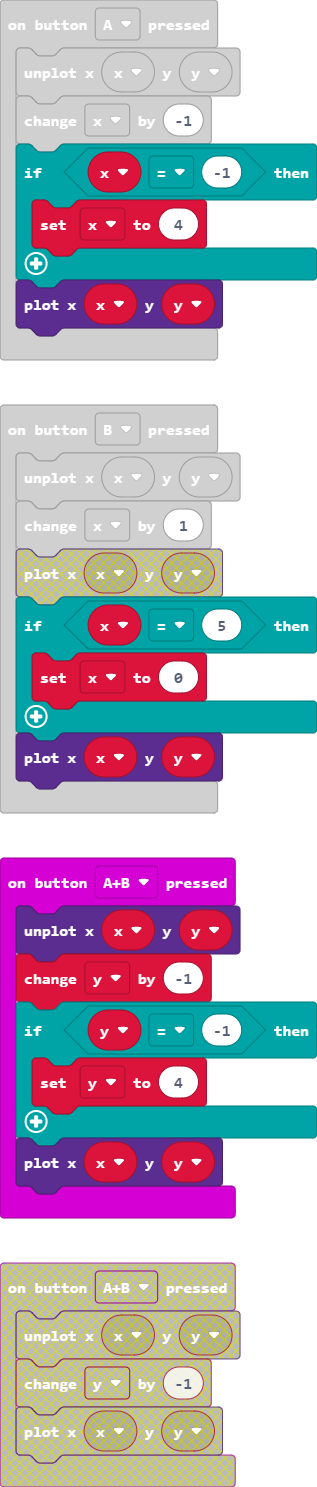 on button A pressed
unplot x x y y
change x by -1
if x = -1 then
set x to 4
plot x x y y
on button B pressed
unplot x x y y
change x by 1
plot x x y y
if x = 5 then
set x to 0
plot x x y y
on button A+B pressed
unplot x x y y
change y by -1
if y = -1 then
set y to 4
plot x x y y
on button A+B pressed
unplot x x y y
change y by -1
plot x x y y